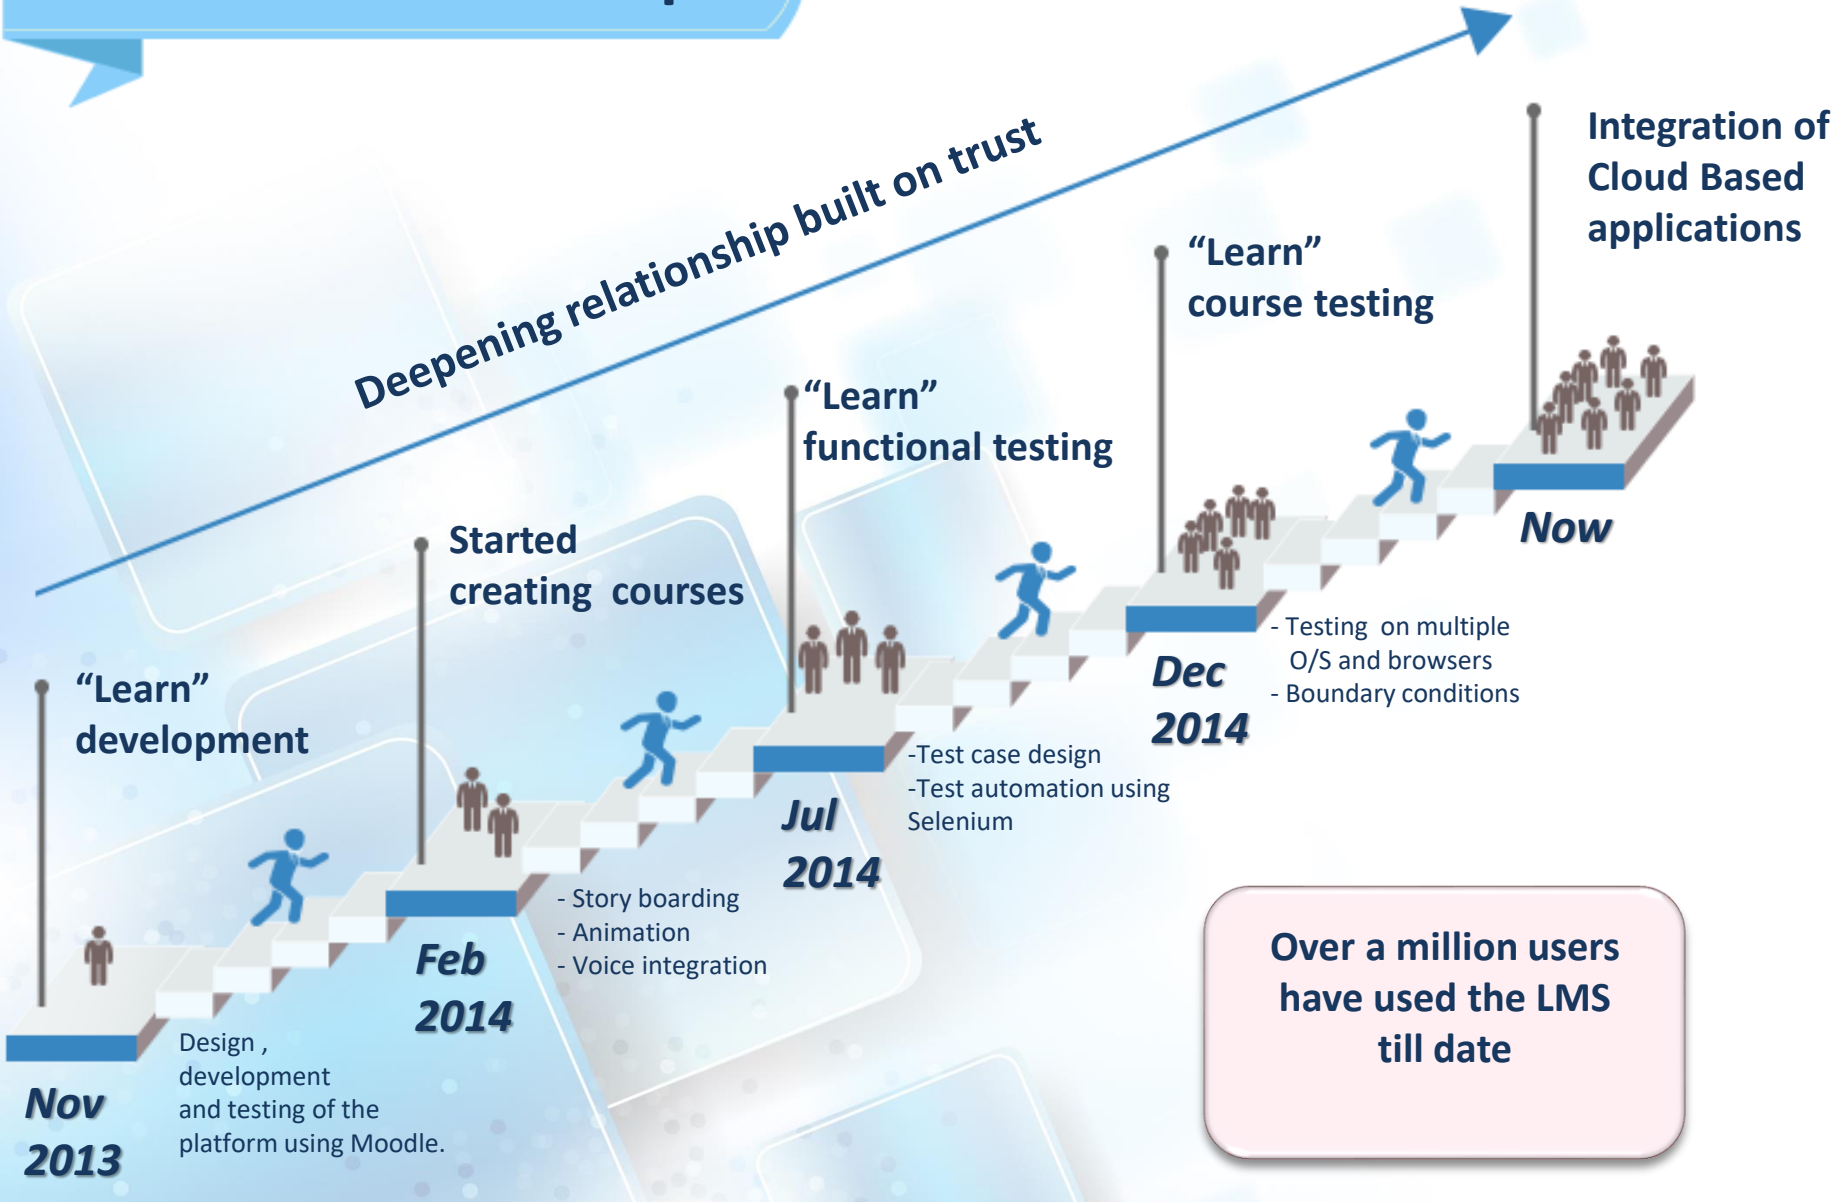 Deepening relationship built on trust
“Learn”
development
Nov
2013
Design ,
development
and testing of the
platform using Moodle.
Started
creating  courses
Feb
2014
- Story boarding
- Animation
- Voice integration
“Learn”
functional testing
Jul
2014
-Test case design
-Test automation using
Selenium
“Learn”
course testing
Dec
2014
- Testing  on multiple
O/S and browsers
- Boundary conditions
Integration of
Cloud Based
applications
Now
Over a million users
have used the LMS
till date